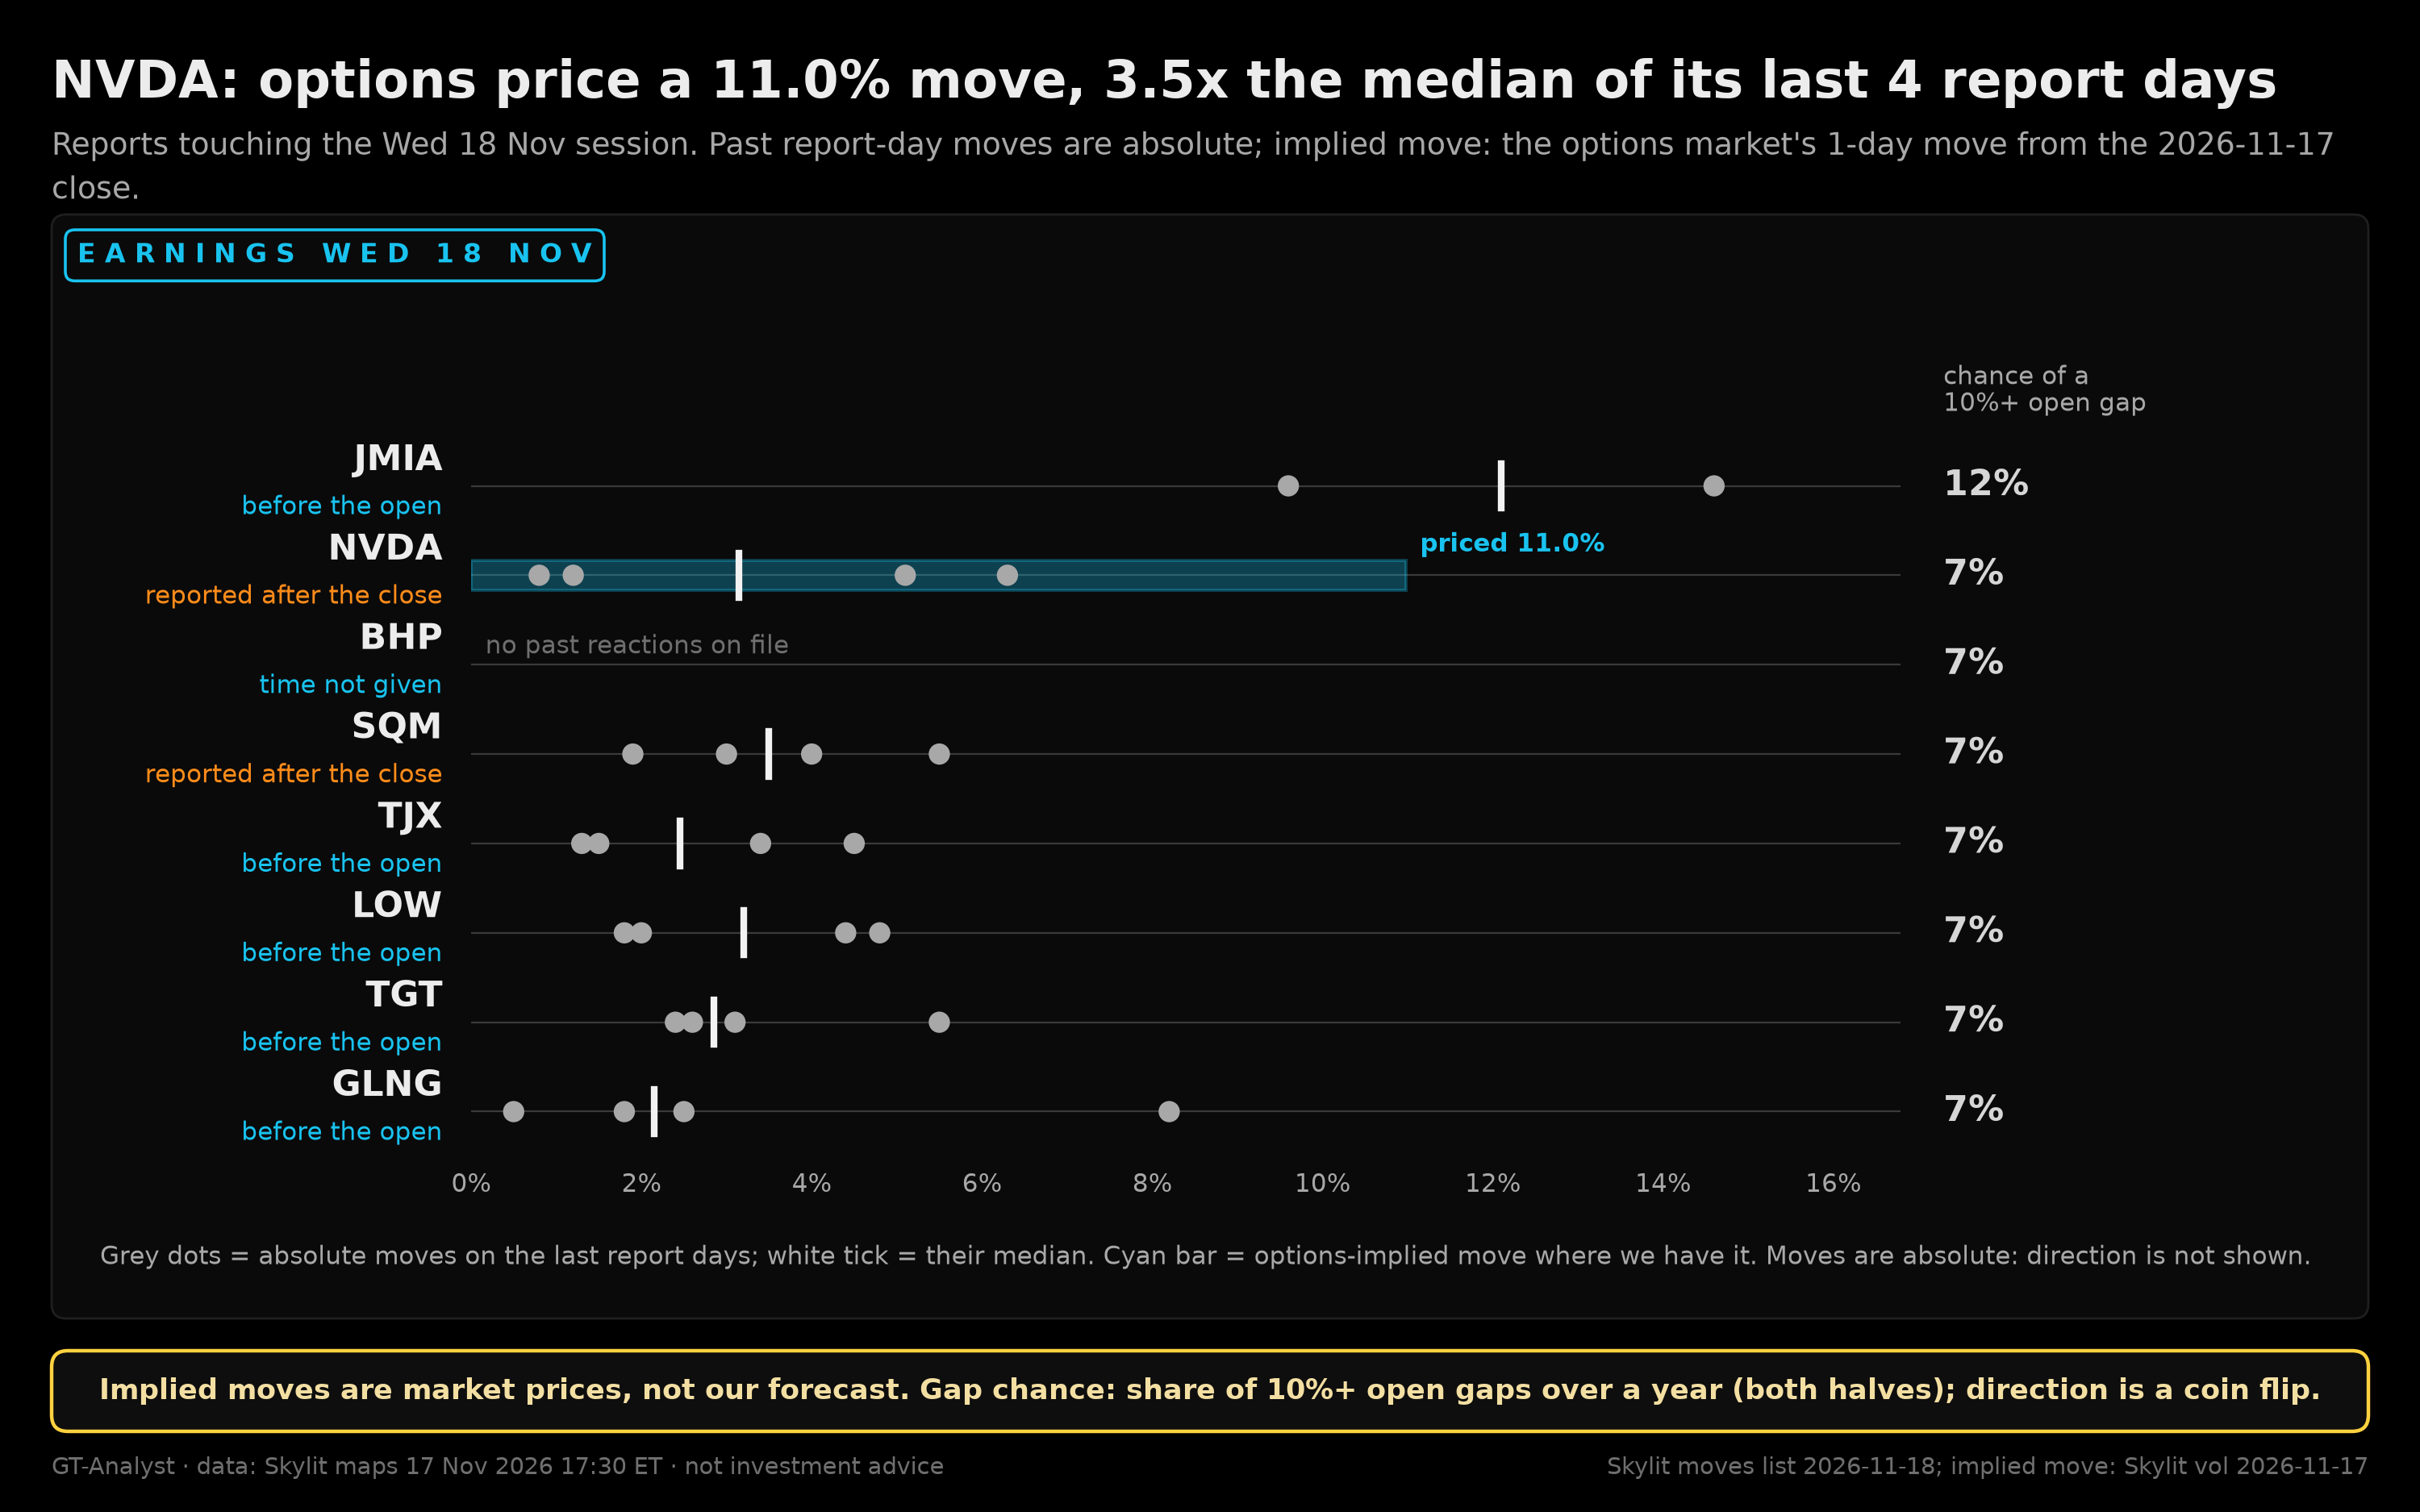 NVDA: options price a 11.0% move, 3.5x the median of its last 4 report days
Reports touching the Wed 18 Nov session. Past report-day moves are absolute; implied move: the options market's 1-day move from the 2026-11-17
close.
EARNINGS WED 18 NOV
chance of a
10%+ open gap
JMIA
before the open
12%
NVDA
reported after the close
priced 11.0%
7%
BHP
time not given
no past reactions on file
7%
SQM
reported after the close
7%
TJX
before the open
7%
LOW
before the open
7%
TGT
before the open
7%
GLNG
before the open
7%
0% 2% 4% 6% 8% 10% 12% 14% 16%
Grey dots = absolute moves on the last report days; white tick = their median. Cyan bar = options-implied move where we have it. Moves are absolute: direction is not shown.
Implied moves are market prices, not our forecast. Gap chance: share of 10%+ open gaps over a year (both halves); direction is a coin flip.
GT-Analyst · data: Skylit maps 17 Nov 2026 17:30 ET · not investment advice
Skylit moves list 2026-11-18; implied move: Skylit vol 2026-11-17